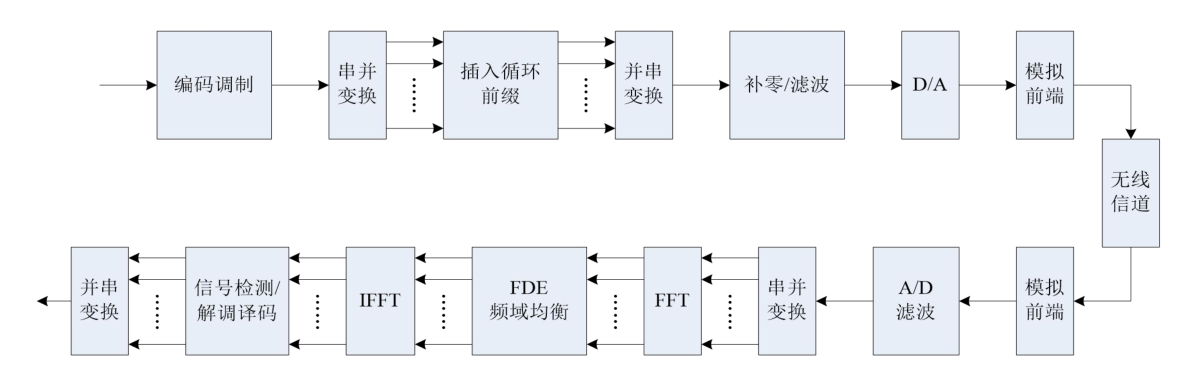 编码调制
串并
变换
插入循环
前缀
并串
变换
补零/滤波
D/A
模拟
前端
无线
信道
并串
变换
信号检测/
解调译码
IFFT
FDE
频域均衡
FFT
串并
变换
A/D
滤波
模拟
前端